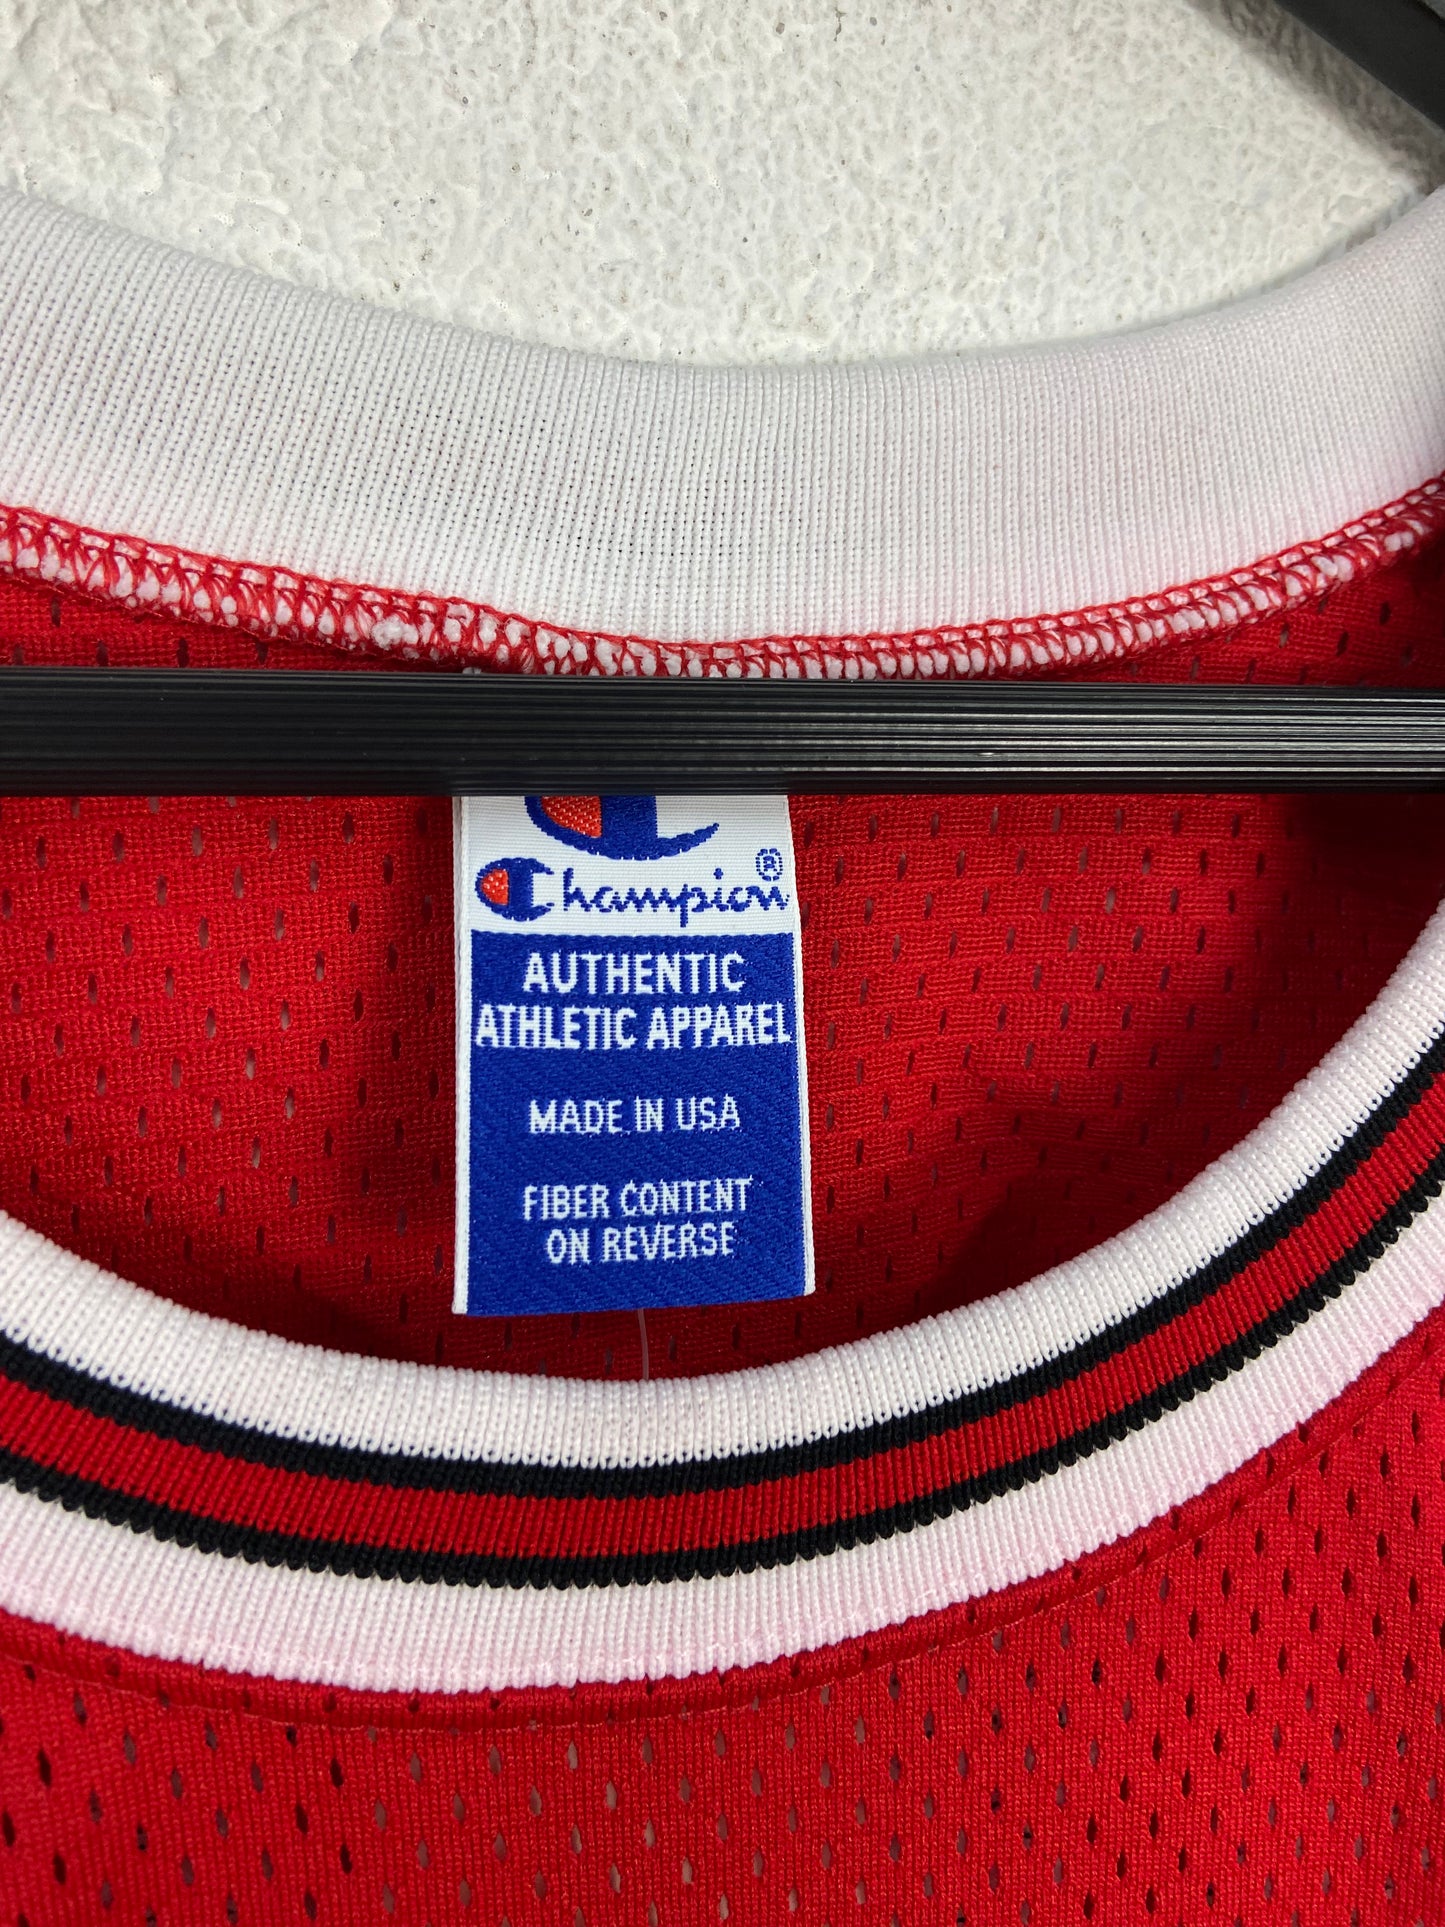 Champion®
AUTHENTIC
ATHLETIC APPAREL
MADE IN USA
FIBER CONTENT
ON REVERSE